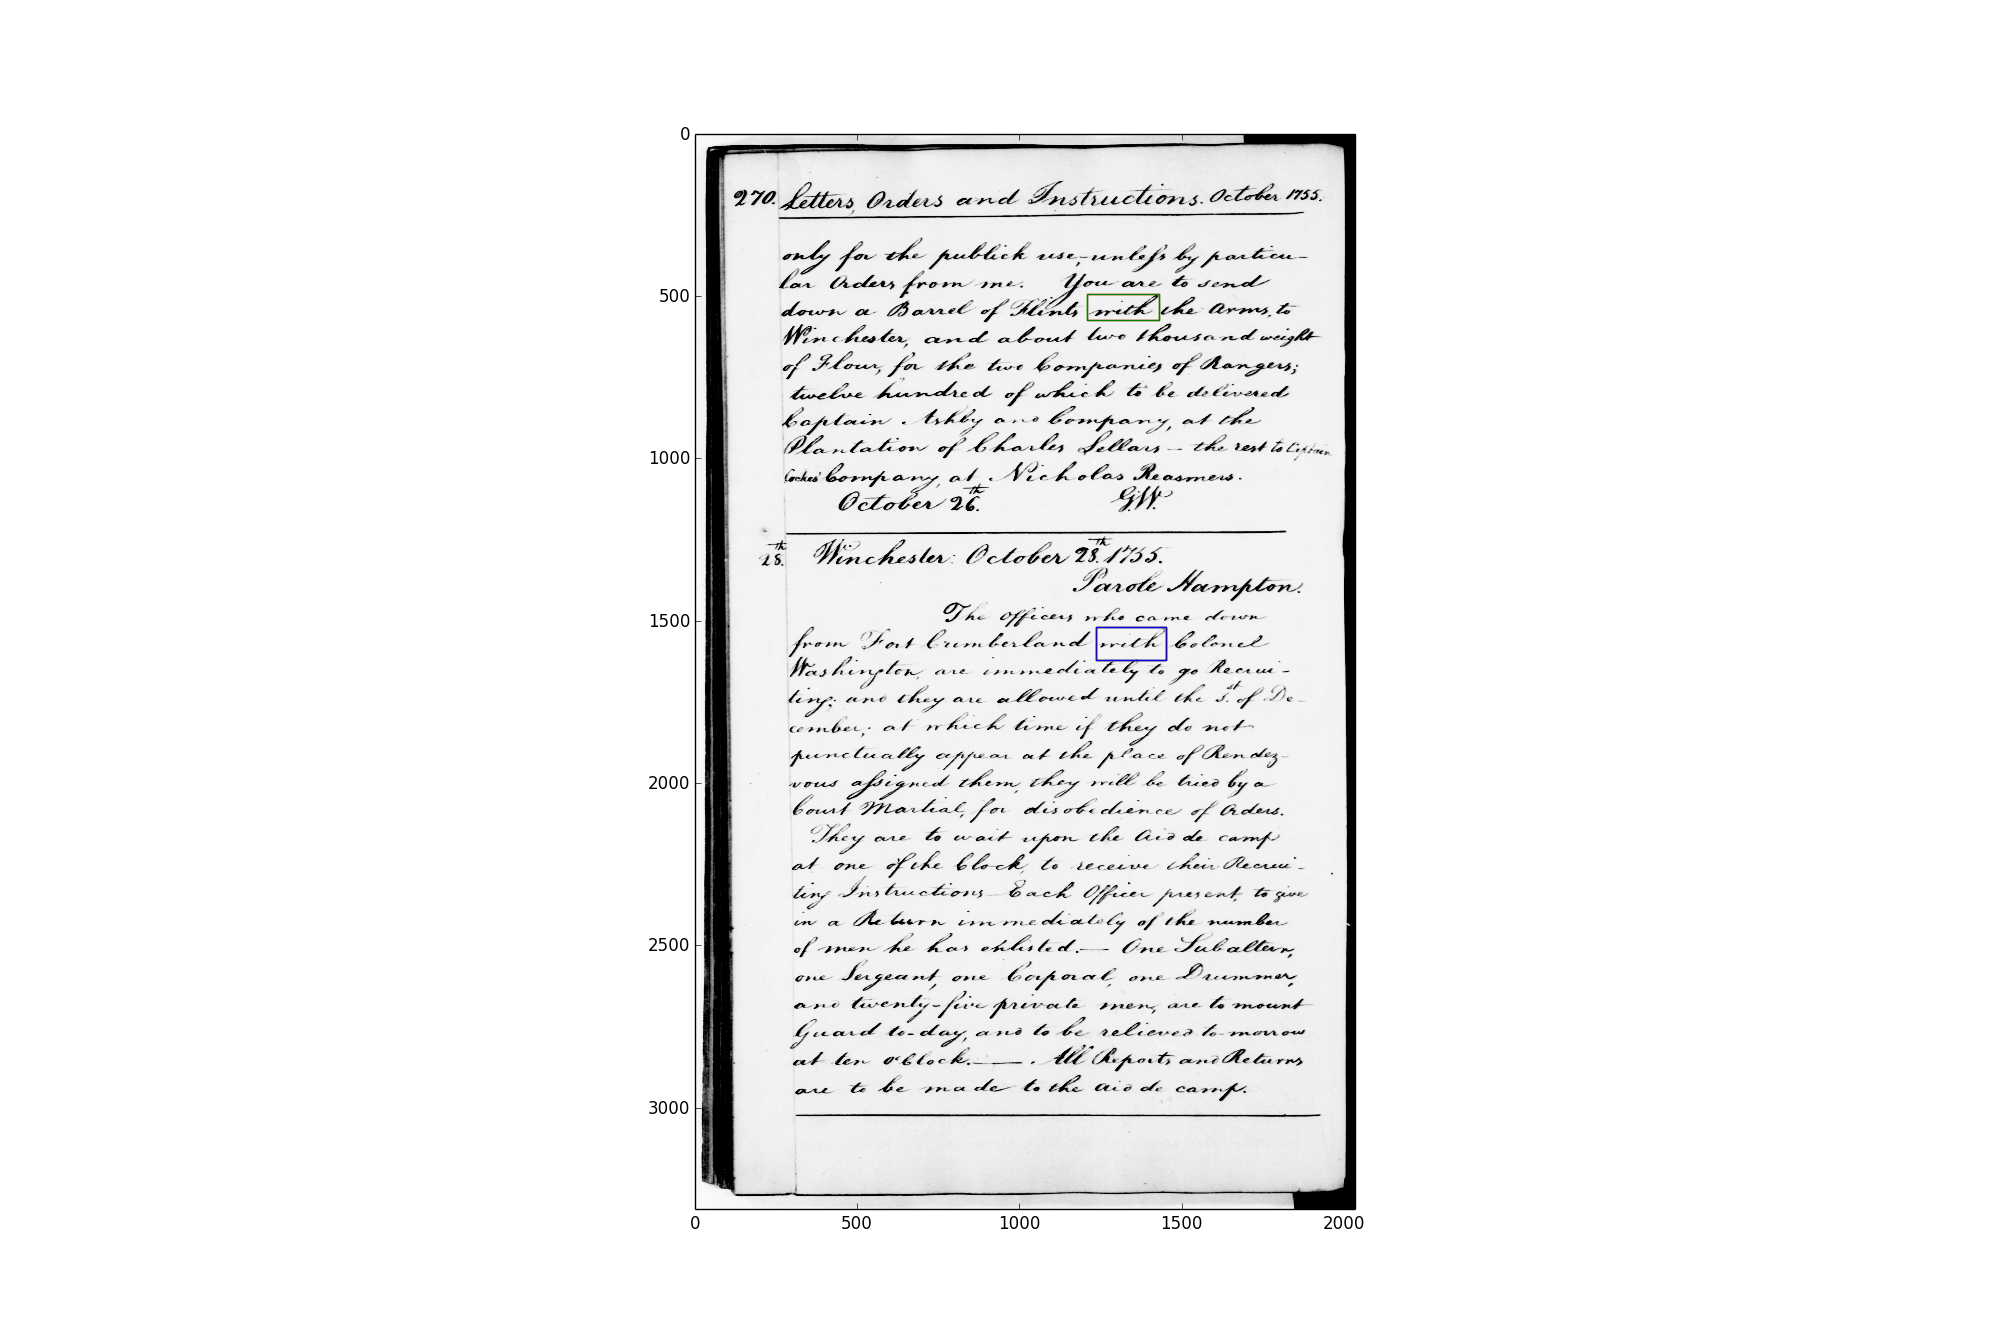 270. Letters, Orders and Instructions. October 1755.
only for the publick use,-unless by particu-
lar Orders from me. You are to send
down a Barrel of Flints with the Arms, to
Winchester, and about two thousand weight
of Flour, for the two Companies of Rangers;
twelve hundred of which to be delivered
Captain Ashby and Company, at the
Plantation of Charles Sellars — the rest to Captain
Cockes' Company, at Nicholas Reasmers.
October 26th. G.W.
28th. Winchester: October 28th. 1755.
Parole Hampton.
The Officers who came down
from Fort Cumberland with Colonel
Washington, are immediately to go Recrui-
ting; and they are allowed until the 1st. of De-
cember; at which time if they do not
punctually appear at the place of Rendez-
vous assigned them, they will be tried by a
Court Martial, for disobedience of Orders.
They are to wait upon the Aid de camp
at one of the Clock, to receive their Recrui-
ting Instructions Each Officer present, to give
in a Return immediately of the number
of men he has enlisted.— One Subaltern,
one Sergeant, one Corporal, one Drummer,
and twenty-five private men, are to mount
Guard to-day, and to be relieved to-morrow
at ten o'Clock.—. All Reports and Returns
are to be made to the aid de camp.
0
500
1000
1500
2000
2500
3000
0 500 1000 1500 2000